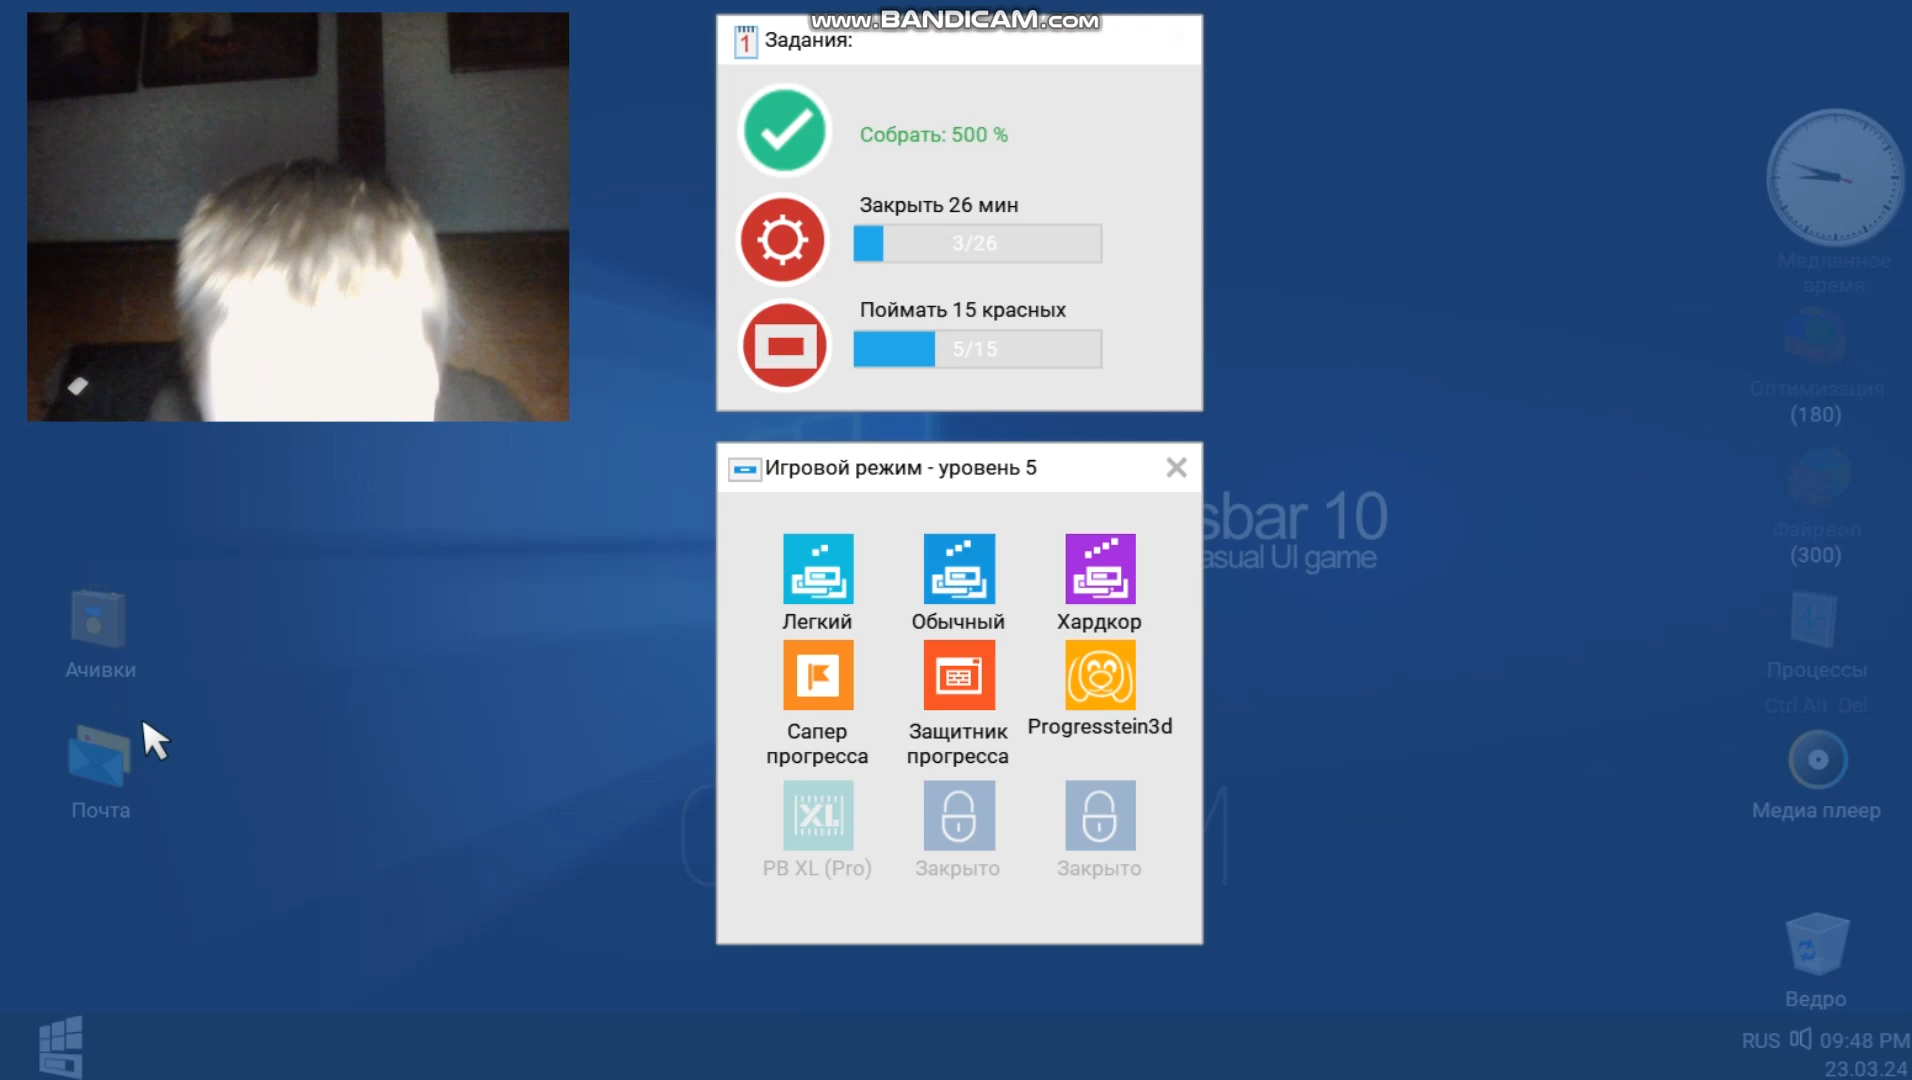 www.BANDICAM.com
Задания:
Собрать: 500 %
Закрыть 26 мин
3/26
Поймать 15 красных
5/15
Игровой режим - уровень 5
Легкий
Обычный
Хардкор
Сапер
прогресса
Защитник
прогресса
Progresstein3d
XL
PB XL (Pro)
Закрыто
Закрыто
sbar 10
asual UI game
Ачивки
Почта
Медленное
время
Оптимизация
(180)
Файрвол
(300)
Процессы
Ctrl Alt Del
Медиа плеер
Ведро
RUS 09:48 PM
23.03.24